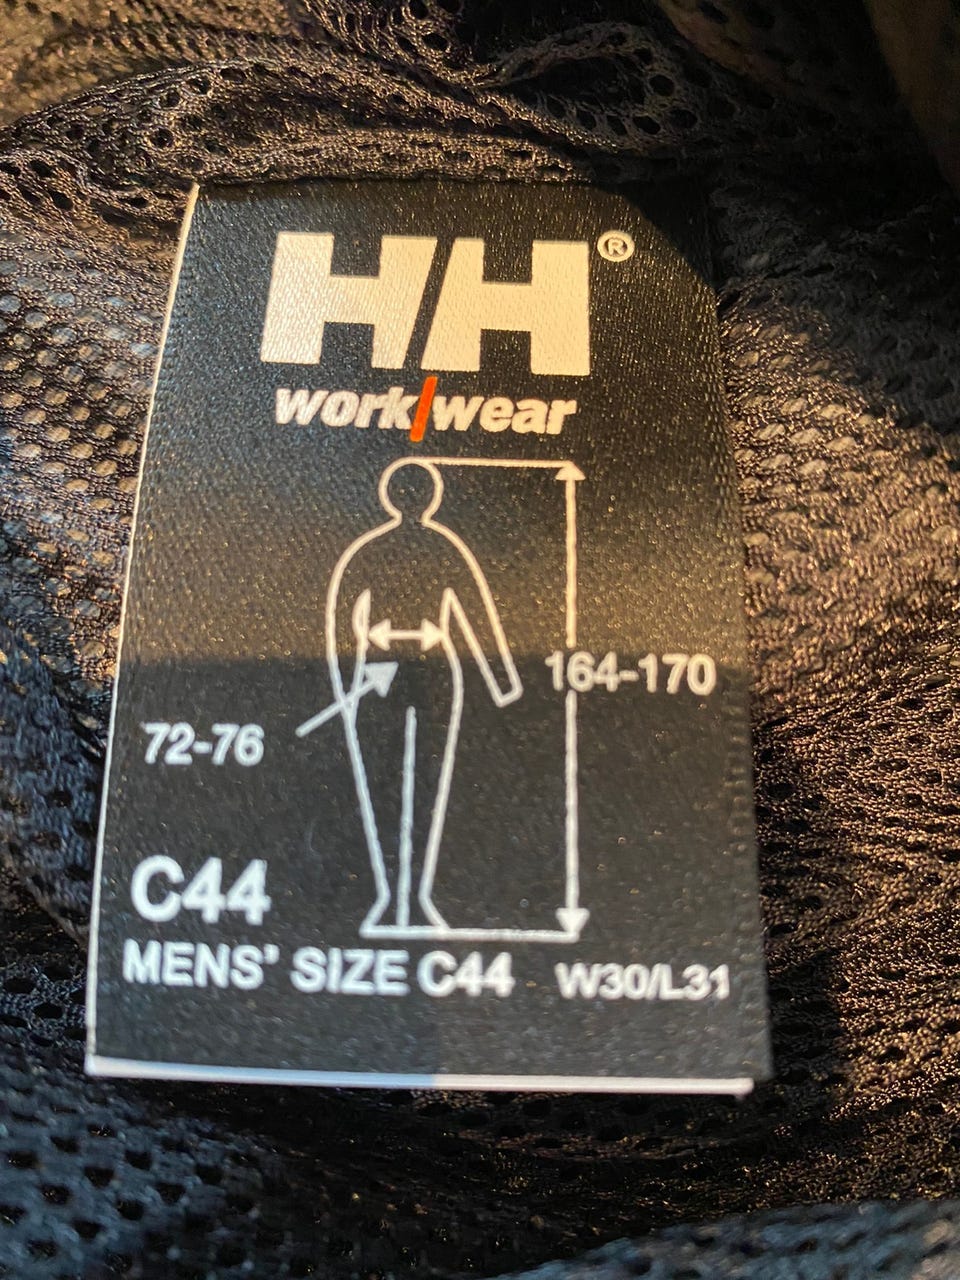 HH®
work/wear
164-170
72-76
C44
MENS' SIZE C44 W30/L31